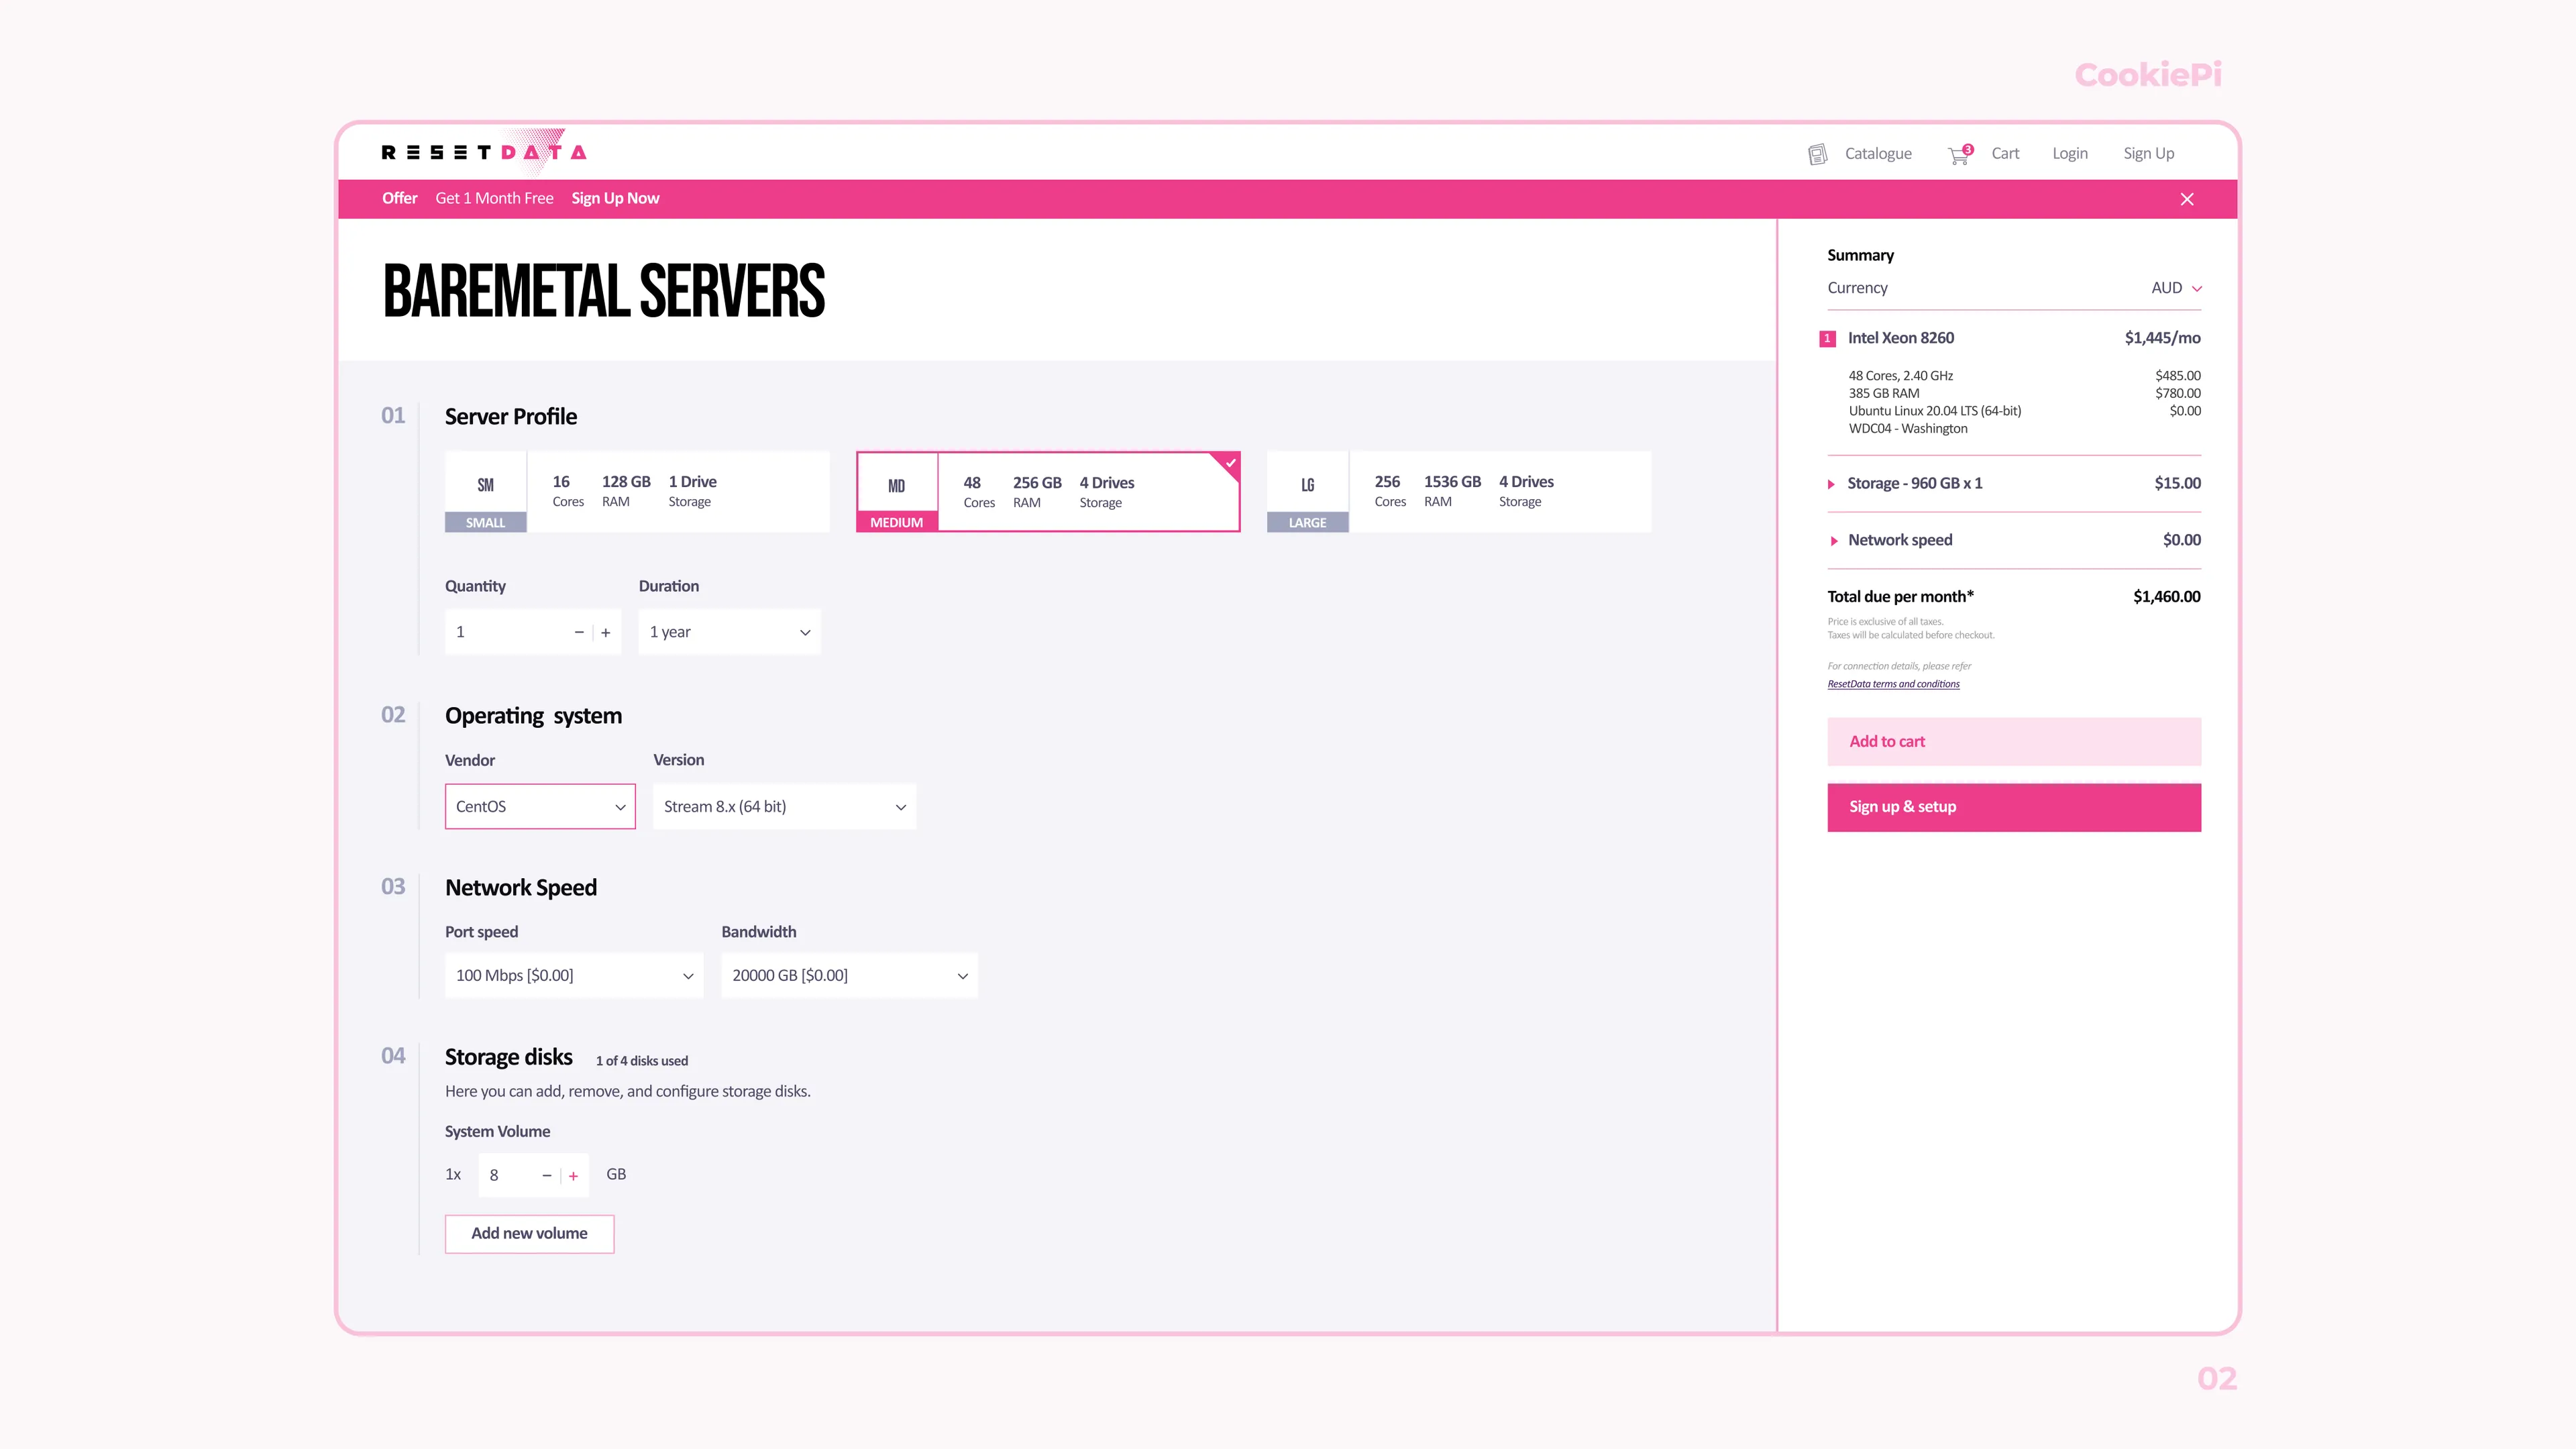 CookiePi
RESETDATA
Catalogue 3 Cart Login Sign Up
Offer Get 1 Month Free Sign Up Now
BAREMETAL SERVERS
01 Server Profile
SM
SMALL
16 128 GB 1 Drive
Cores RAM Storage
MD
MEDIUM
48 256 GB 4 Drives
Cores RAM Storage
LG
LARGE
256 1536 GB 4 Drives
Cores RAM Storage
Quantity Duration
1 − + 1 year
02 Operating system
Vendor Version
CentOS Stream 8.x (64 bit)
03 Network Speed
Port speed Bandwidth
100 Mbps [$0.00] 20000 GB [$0.00]
04 Storage disks 1 of 4 disks used
Here you can add, remove, and configure storage disks.
System Volume
1x 8 − + GB
Add new volume
Summary
Currency AUD
1 Intel Xeon 8260 $1,445/mo
48 Cores, 2.40 GHz $485.00
385 GB RAM $780.00
Ubuntu Linux 20.04 LTS (64-bit) $0.00
WDC04 - Washington
Storage - 960 GB x 1 $15.00
Network speed $0.00
Total due per month* $1,460.00
Price is exclusive of all taxes.
Taxes will be calculated before checkout.
For connection details, please refer
ResetData terms and conditions
Add to cart
Sign up & setup
02